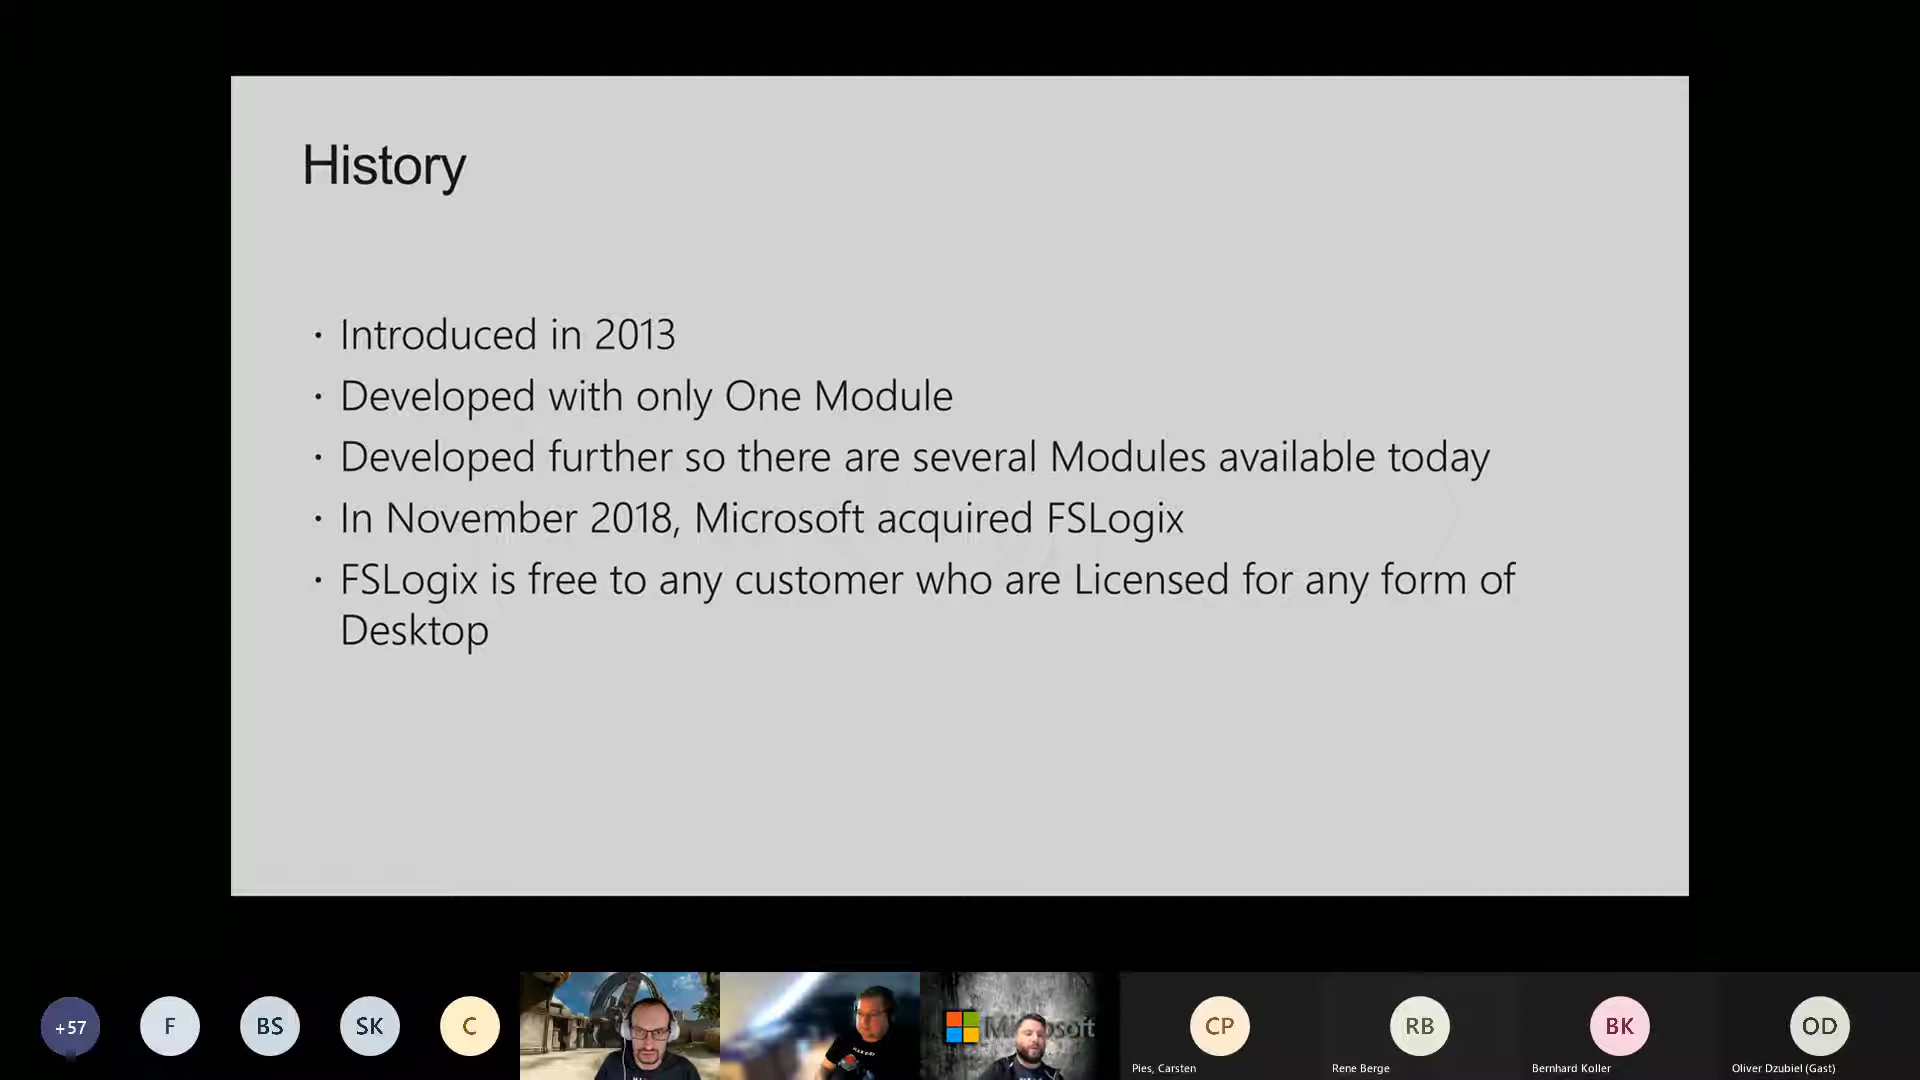 History
· Introduced in 2013
· Developed with only One Module
· Developed further so there are several Modules available today
· In November 2018, Microsoft acquired FSLogix
· FSLogix is free to any customer who are Licensed for any form of
Desktop
+57
F
BS
SK
C
Microsoft
CP
RB
BK
OD
Pies, Carsten
Rene Berge
Bernhard Koller
Oliver Dzubiel (Gast)